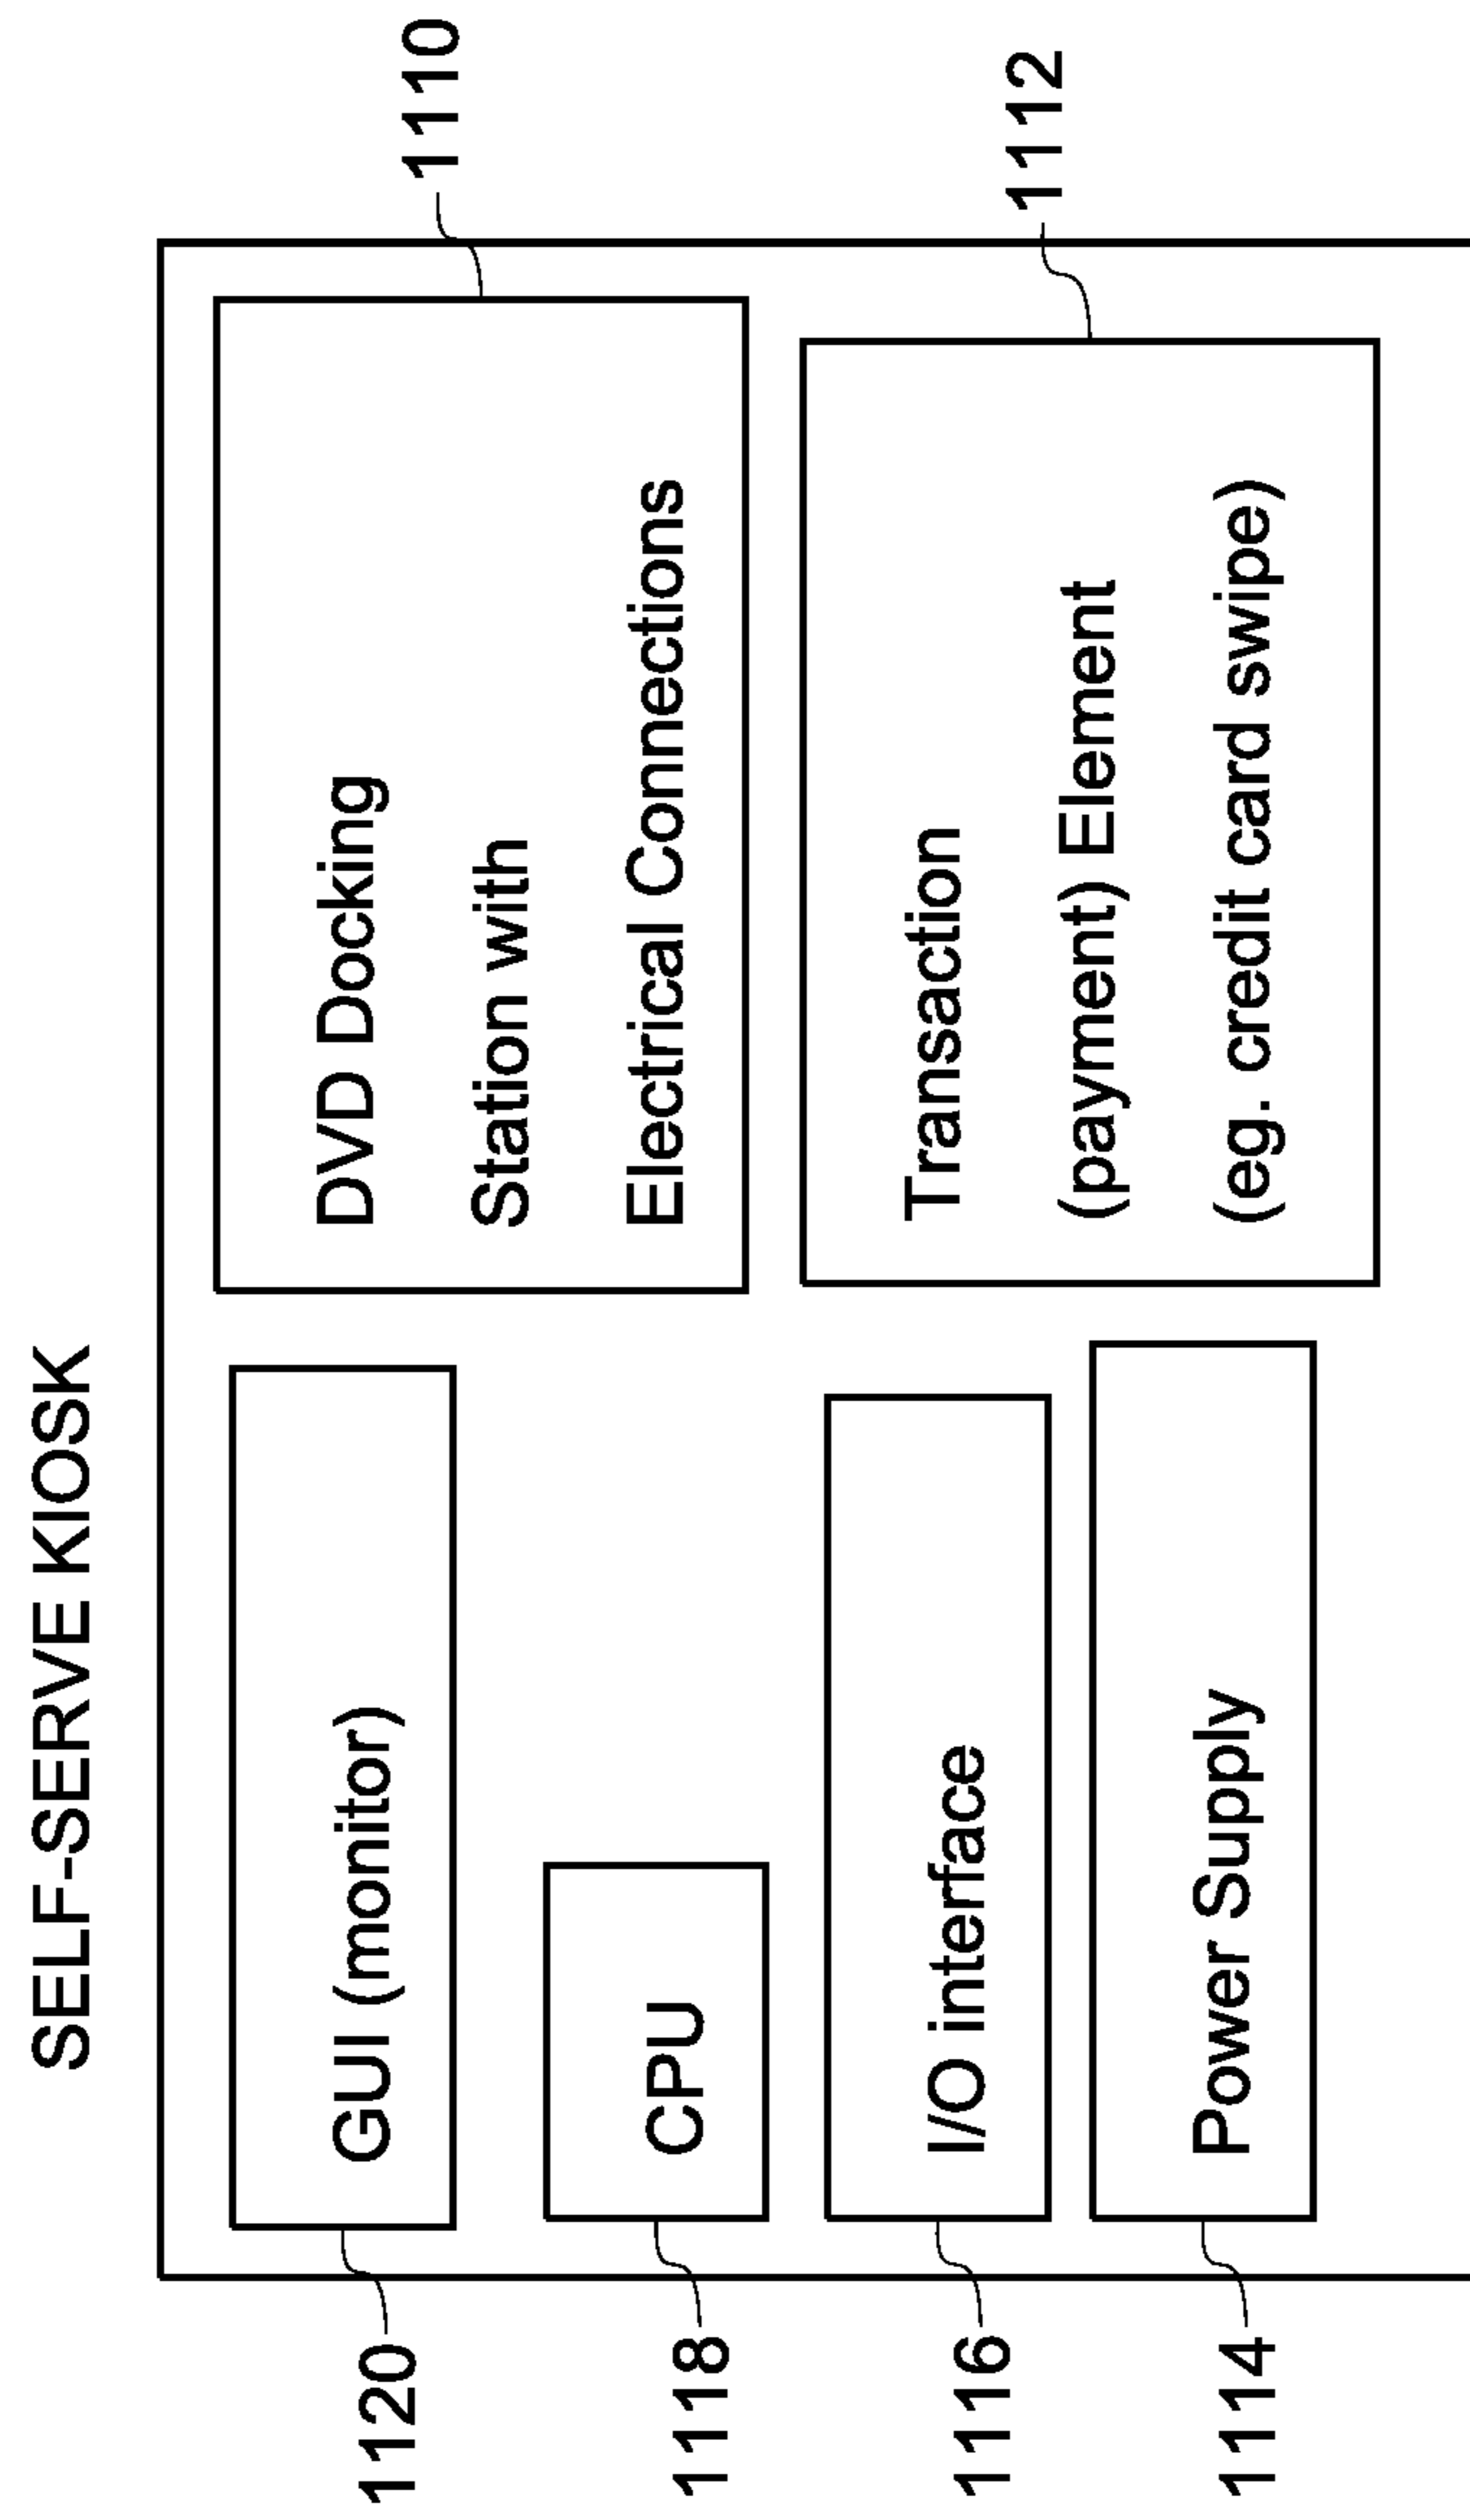 SELF-SERVE KIOSK
1120
GUI (monitor)
1118
CPU
1116
I/O interface
1114
Power Supply
DVD Docking
Station with
Electrical Connections
1110
Transaction
(payment) Element
(eg. credit card swipe)
1112